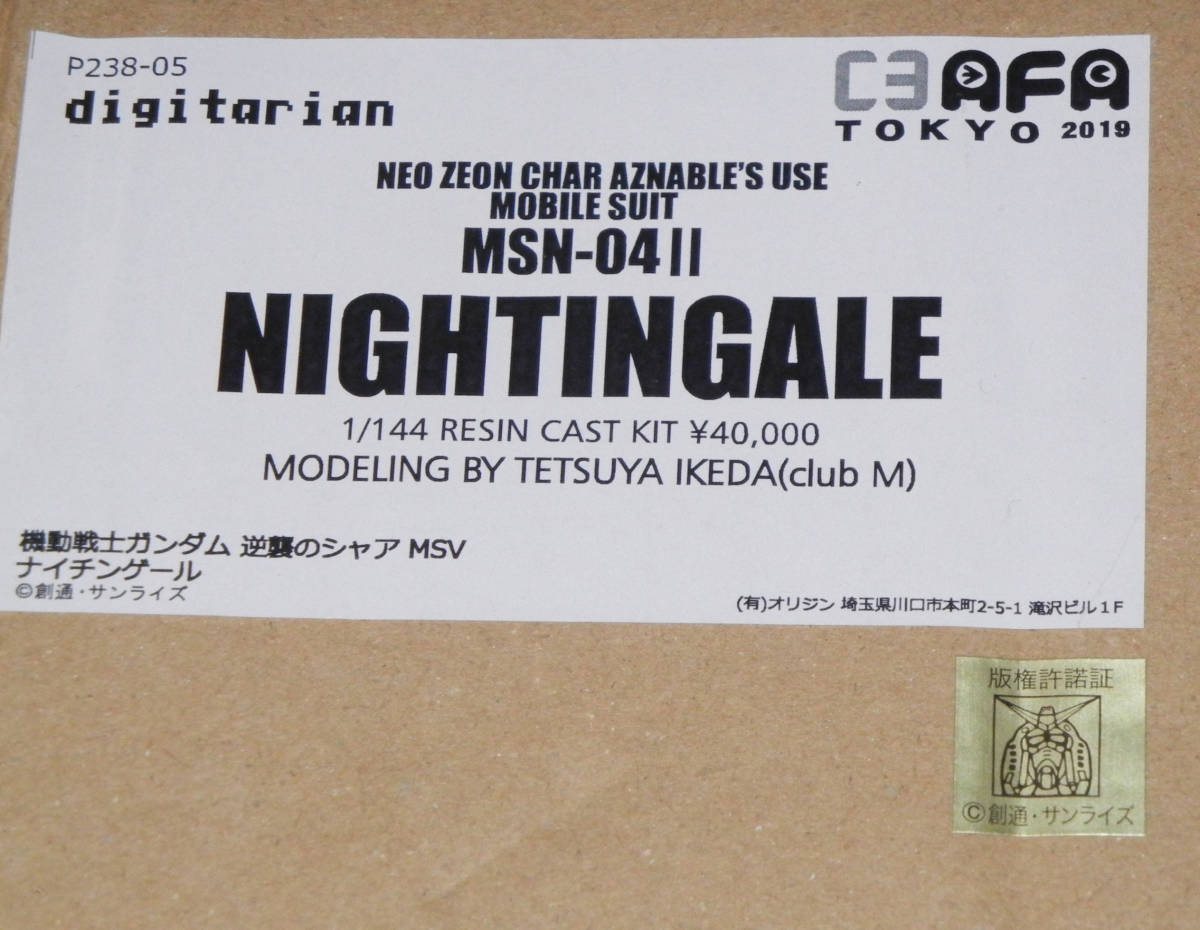 P238-05
digitarian
C3AFA
TOKYO 2019
NEO ZEON CHAR AZNABLE'S USE
MOBILE SUIT
MSN-04II
NIGHTINGALE
1/144 RESIN CAST KIT ¥40,000
MODELING BY TETSUYA IKEDA(club M)
機動戦士ガンダム 逆襲のシャア MSV
ナイチンゲール
©創通・サンライズ
(有)オリジン 埼玉県川口市本町2-5-1 滝沢ビル1F
版権許諾証
©創通・サンライズ